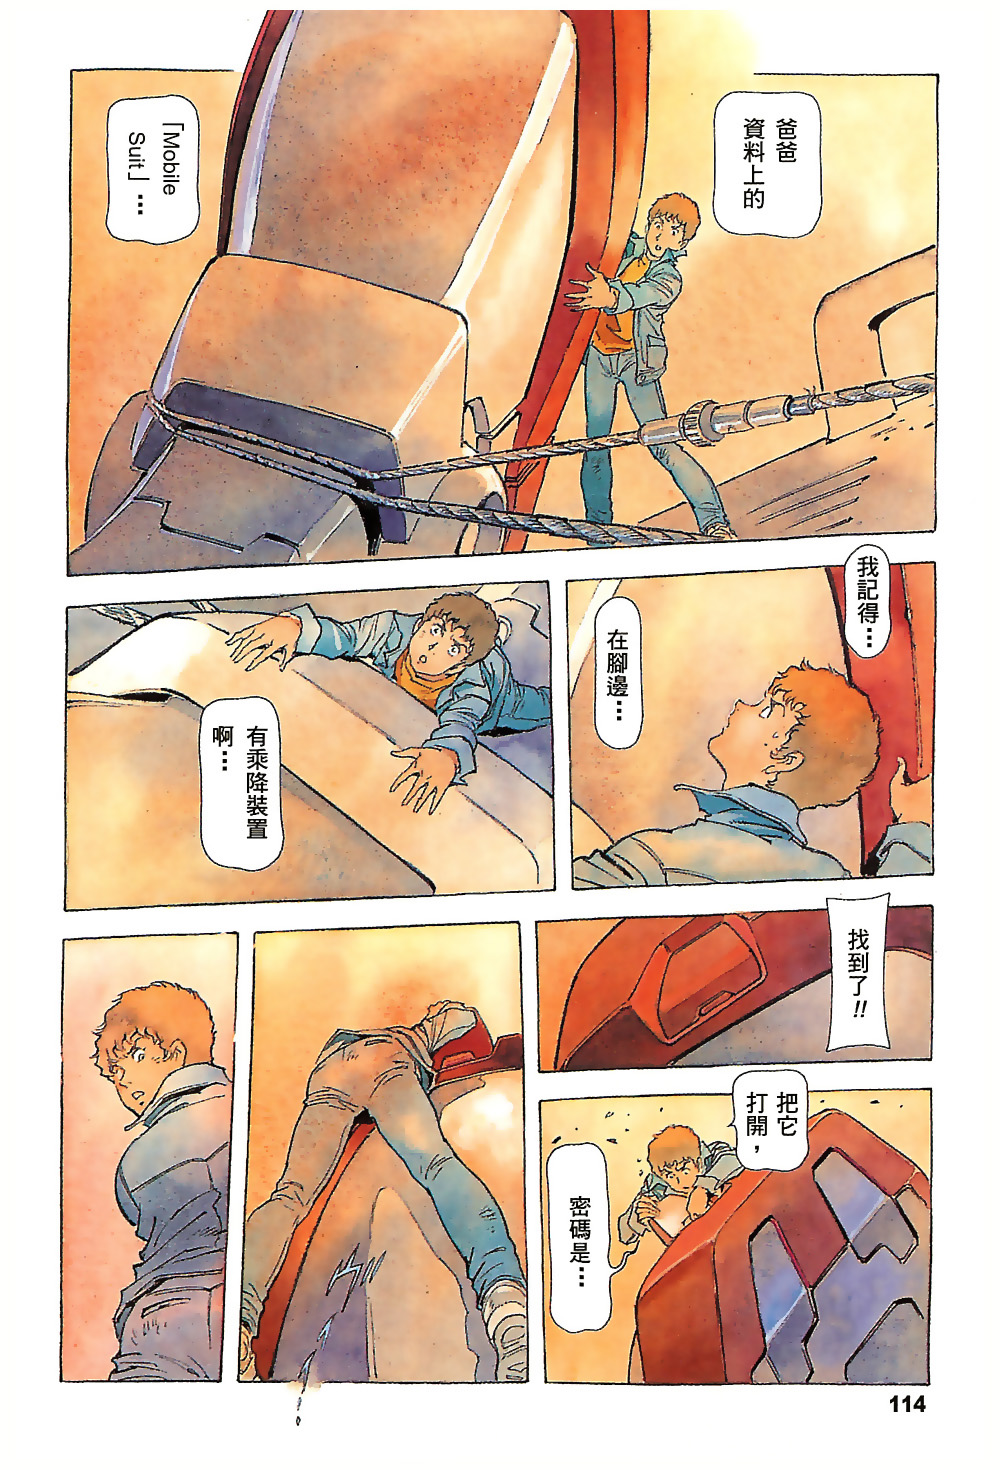 爸爸
資料上的
「Mobile
Suit」…
我記得…
在腳邊…
有乘降裝置
啊…
找到了!!
把它
打開，
密碼是…
114